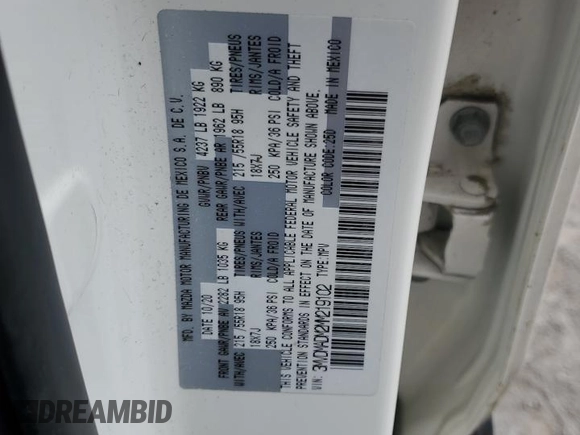 MFD. BY MAZDA MOTOR MANUFACTURING DE MEXICO S.A. DE C.V.
DATE 10/20 GVWR/PNBV 4237 LB 1922 KG
FRONT GAWR/PNBE AV 2282 LB 1035 KG REAR GAWR/PNBE AR 1962 LB 890 KG
WITH/AVEC 215 /55R18 95H TIRES/PNEUS WITH/AVEC 215 /55R18 95H TIRES/PNEUS
18X7J RIMS/JANTES 18X7J RIMS/JANTES
250 KPA/36 PSI COLD/A FROID 250 KPA/36 PSI COLD/A FROID
THIS VEHICLE CONFORMS TO ALL APPLICABLE FEDERAL MOTOR VEHICLE SAFETY AND THEFT
PREVENTION STANDARDS IN EFFECT ON THE DATE OF MANUFACTURE SHOWN ABOVE.
VIN: TYPE:MPV COLOR CODE:25D MADE IN MEXICO
IDREAMBID